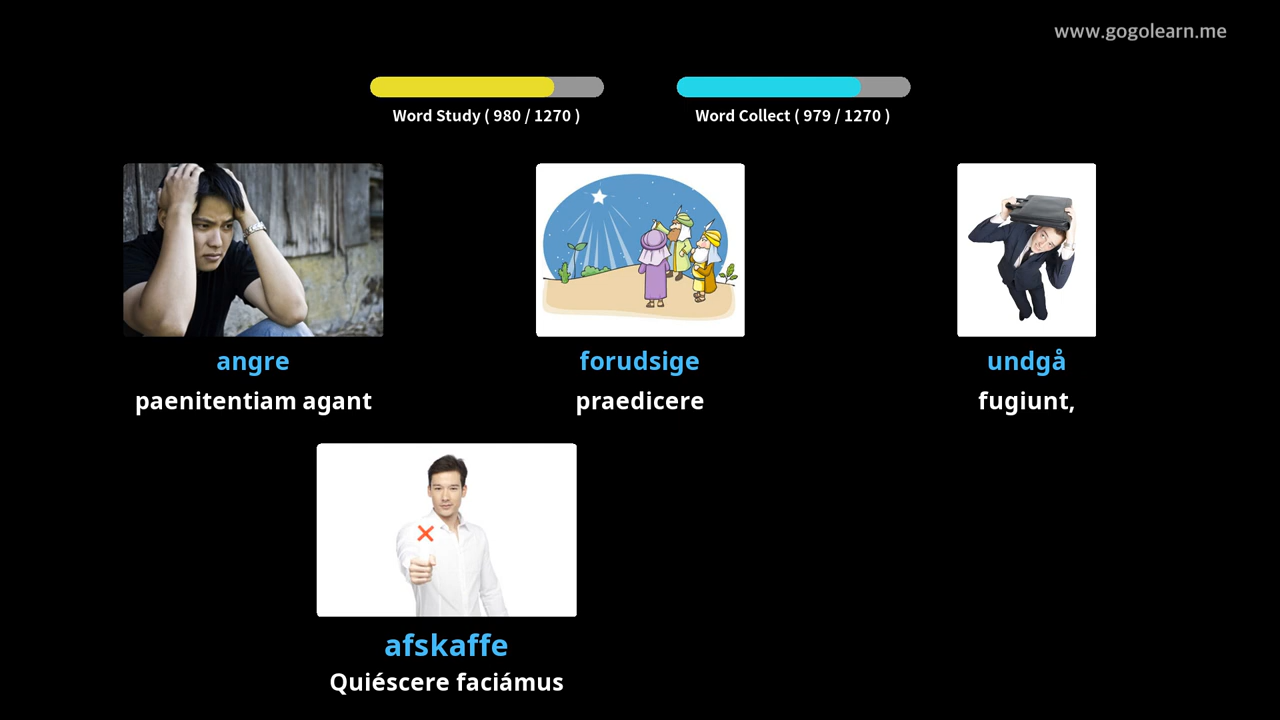 www.gogolearn.me
Word Study ( 980 / 1270 )
Word Collect ( 979 / 1270 )
angre
paenitentiam agant
forudsige
praedicere
undgå
fugiunt,
afskaffe
Quiéscere faciámus